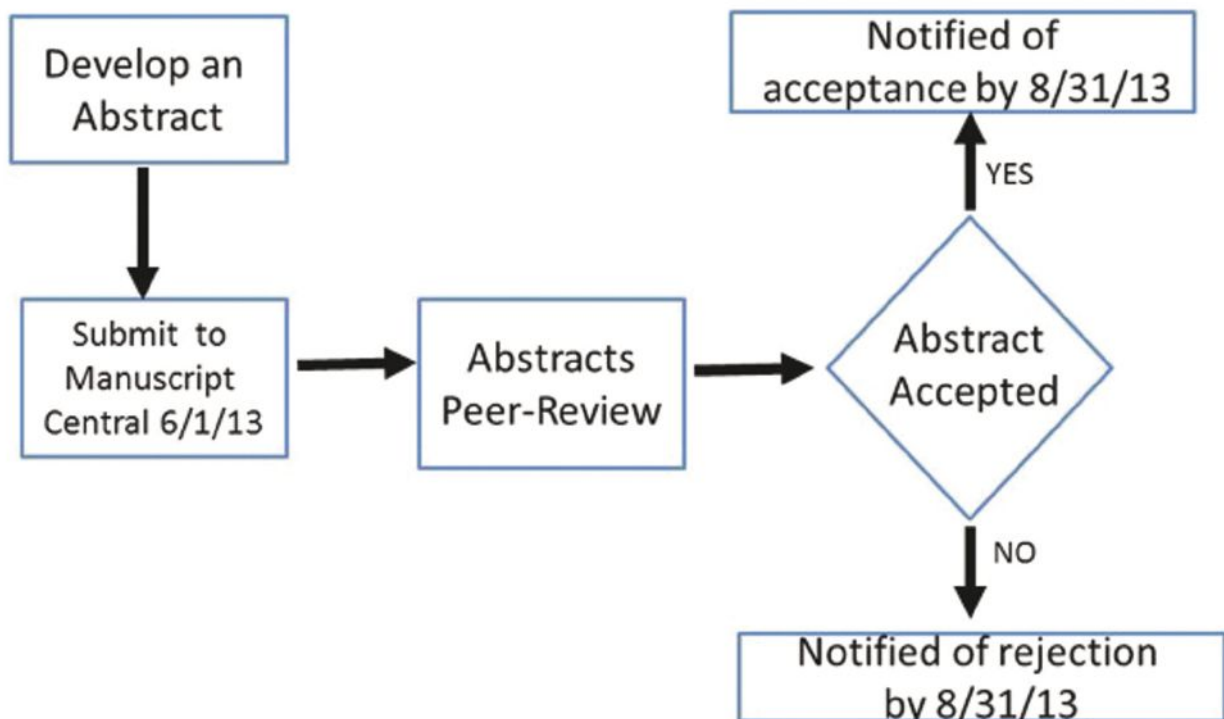 Develop an
Abstract
Submit to
Manuscript
Central 6/1/13
Abstracts
Peer-Review
Abstract
Accepted
YES
Notified of
acceptance by 8/31/13
NO
Notified of rejection
by 8/31/13